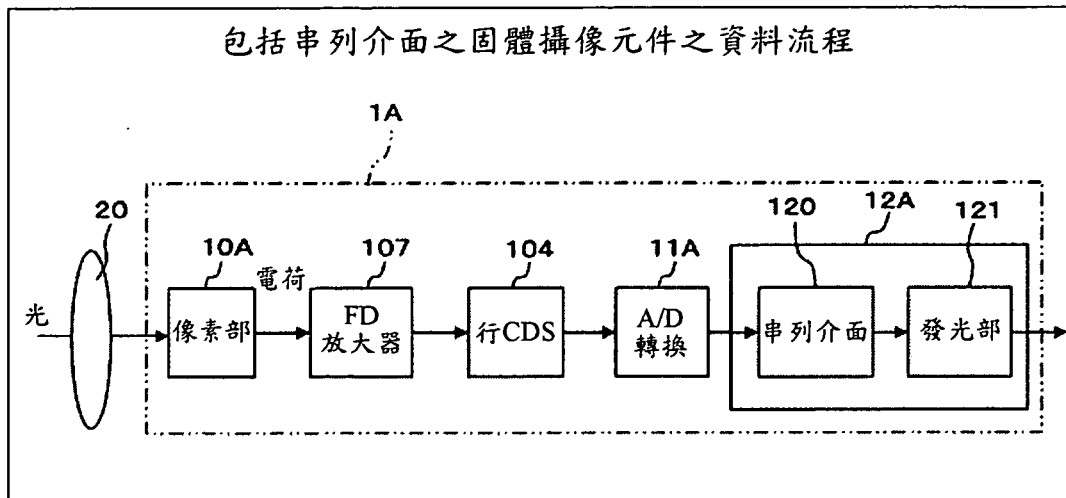 包括串列介面之固體攝像元件之資料流程
1A
20
10A
電荷
107
104
11A
120
12A
121
光
像素部
FD
放大器
行CDS
A/D
轉換
串列介面
發光部